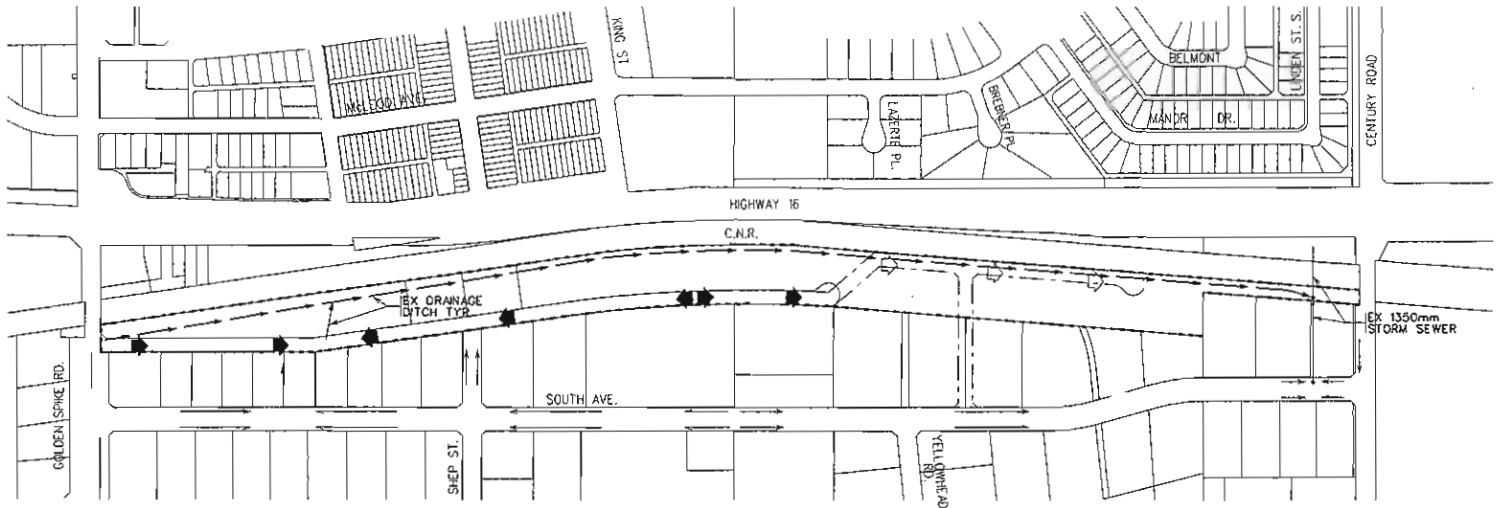 KING ST
BELMONT
LINDEN ST. S.
CENTURY ROAD
McLEOD AVE
LAZERTE PL.
BREBNER PL
MANOR DR.
HIGHWAY 16
C.N.R.
EX DRAINAGE
DITCH TYP.
EX 1350mm
STORM SEWER
GOLDEN SPIKE RD.
SOUTH AVE.
SHEP ST.
YELLOWHEAD
RD.